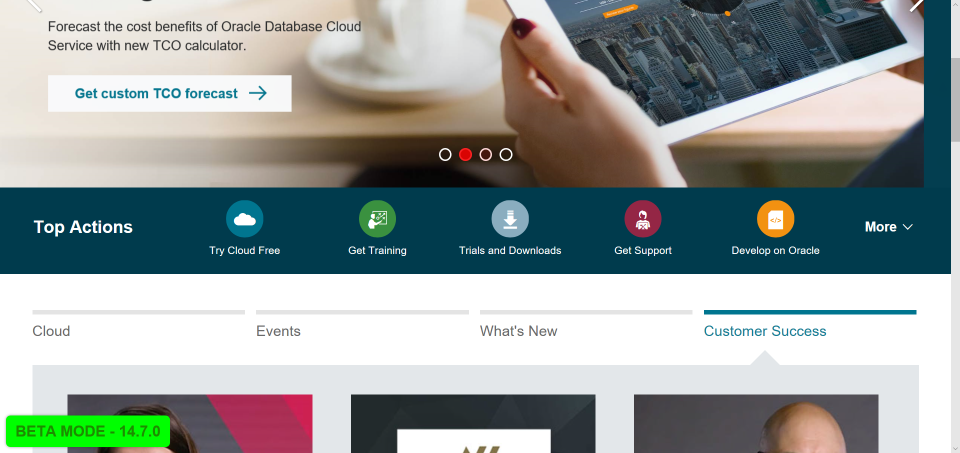 Forecast the cost benefits of Oracle Database Cloud
Service with new TCO calculator.
Get custom TCO forecast
Top Actions
Try Cloud Free
Get Training
Trials and Downloads
Get Support
Develop on Oracle
More
Cloud
Events
What's New
Customer Success
BETA MODE - 14.7.0